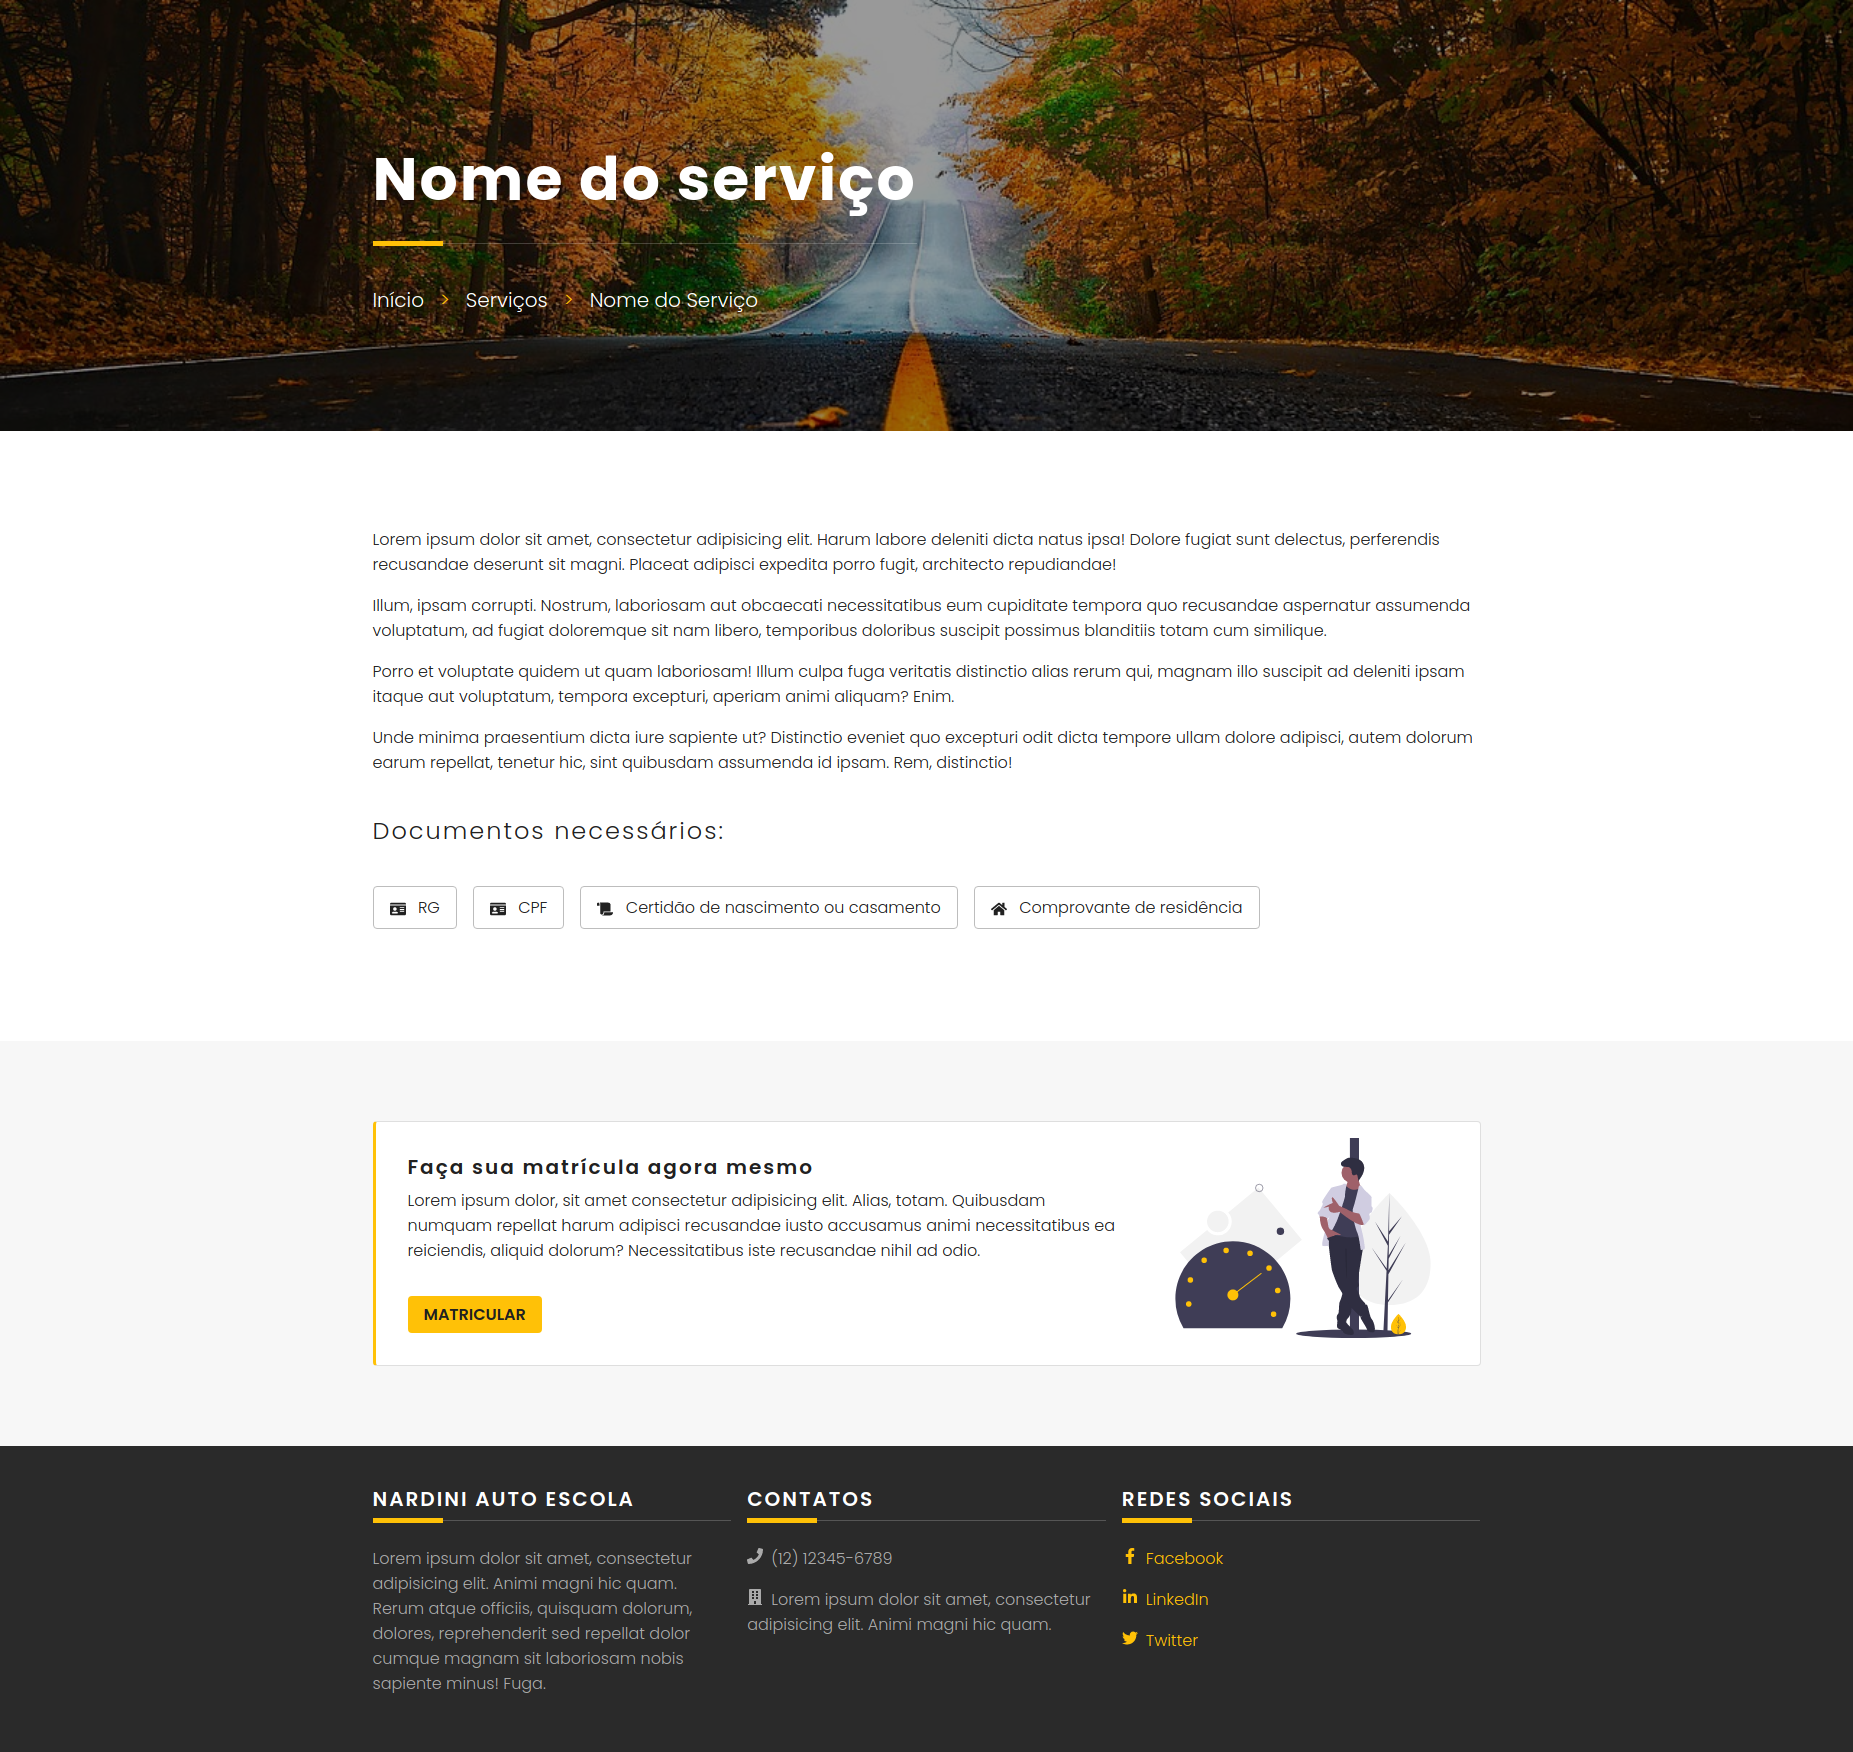 Nome do serviço
Início > Serviços > Nome do Serviço
Lorem ipsum dolor sit amet, consectetur adipisicing elit. Harum labore deleniti dicta natus ipsa! Dolore fugiat sunt delectus, perferendis
recusandae deserunt sit magni. Placeat adipisci expedita porro fugit, architecto repudiandae!
Illum, ipsam corrupti. Nostrum, laboriosam aut obcaecati necessitatibus eum cupiditate tempora quo recusandae aspernatur assumenda
voluptatum, ad fugiat doloremque sit nam libero, temporibus doloribus suscipit possimus blanditiis totam cum similique.
Porro et voluptate quidem ut quam laboriosam! Illum culpa fuga veritatis distinctio alias rerum qui, magnam illo suscipit ad deleniti ipsam
itaque aut voluptatum, tempora excepturi, aperiam animi aliquam? Enim.
Unde minima praesentium dicta iure sapiente ut? Distinctio eveniet quo excepturi odit dicta tempore ullam dolore adipisci, autem dolorum
earum repellat, tenetur hic, sint quibusdam assumenda id ipsam. Rem, distinctio!
Documentos necessários:
RG
CPF
Certidão de nascimento ou casamento
Comprovante de residência
Faça sua matrícula agora mesmo
Lorem ipsum dolor, sit amet consectetur adipisicing elit. Alias, totam. Quibusdam
numquam repellat harum adipisci recusandae iusto accusamus animi necessitatibus ea
reiciendis, aliquid dolorum? Necessitatibus iste recusandae nihil ad odio.
MATRICULAR
NARDINI AUTO ESCOLA
Lorem ipsum dolor sit amet, consectetur
adipisicing elit. Animi magni hic quam.
Rerum atque officiis, quisquam dolorum,
dolores, reprehenderit sed repellat dolor
cumque magnam sit laboriosam nobis
sapiente minus! Fuga.
CONTATOS
(12) 12345-6789
Lorem ipsum dolor sit amet, consectetur
adipisicing elit. Animi magni hic quam.
REDES SOCIAIS
Facebook
LinkedIn
Twitter